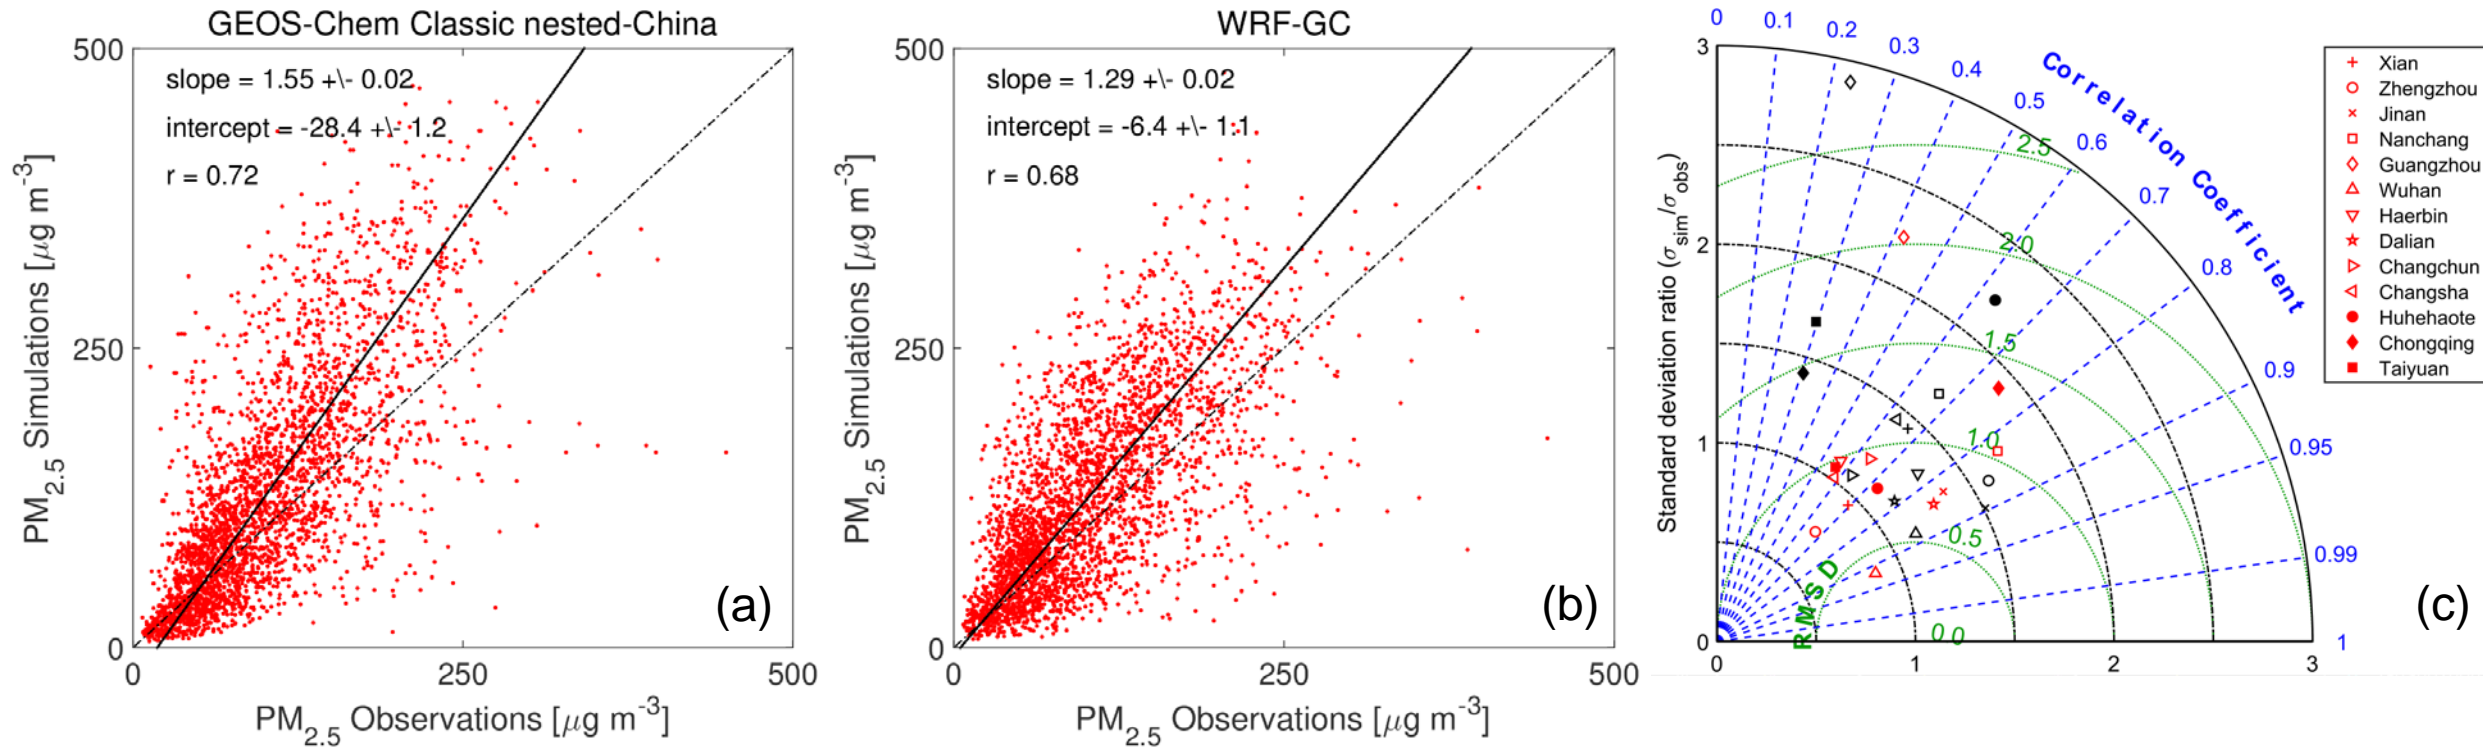 GEOS-Chem Classic nested-China
500
250
0
0
250
500
slope = 1.55 +\- 0.02
intercept = -28.4 +\- 1.2
r = 0.72
PM2.5 Simulations [μg m-3]
PM2.5 Observations [μg m-3]
(a)
WRF-GC
500
250
0
0
250
500
slope = 1.29 +\- 0.02
intercept = -6.4 +\- 1.1
r = 0.68
PM2.5 Simulations [μg m-3]
PM2.5 Observations [μg m-3]
(b)
0
0.1
0.2
0.3
0.4
0.5
0.6
0.7
0.8
0.9
0.95
0.99
1
Correlation Coefficient
Standard deviation ratio (σsim/σobs)
3
2
1
0
0
1
2
3
2.5
2.0
1.5
1.0
0.5
0.0
RMSD
Xian
Zhengzhou
Jinan
Nanchang
Guangzhou
Wuhan
Haerbin
Dalian
Changchun
Changsha
Huhehaote
Chongqing
Taiyuan
(c)